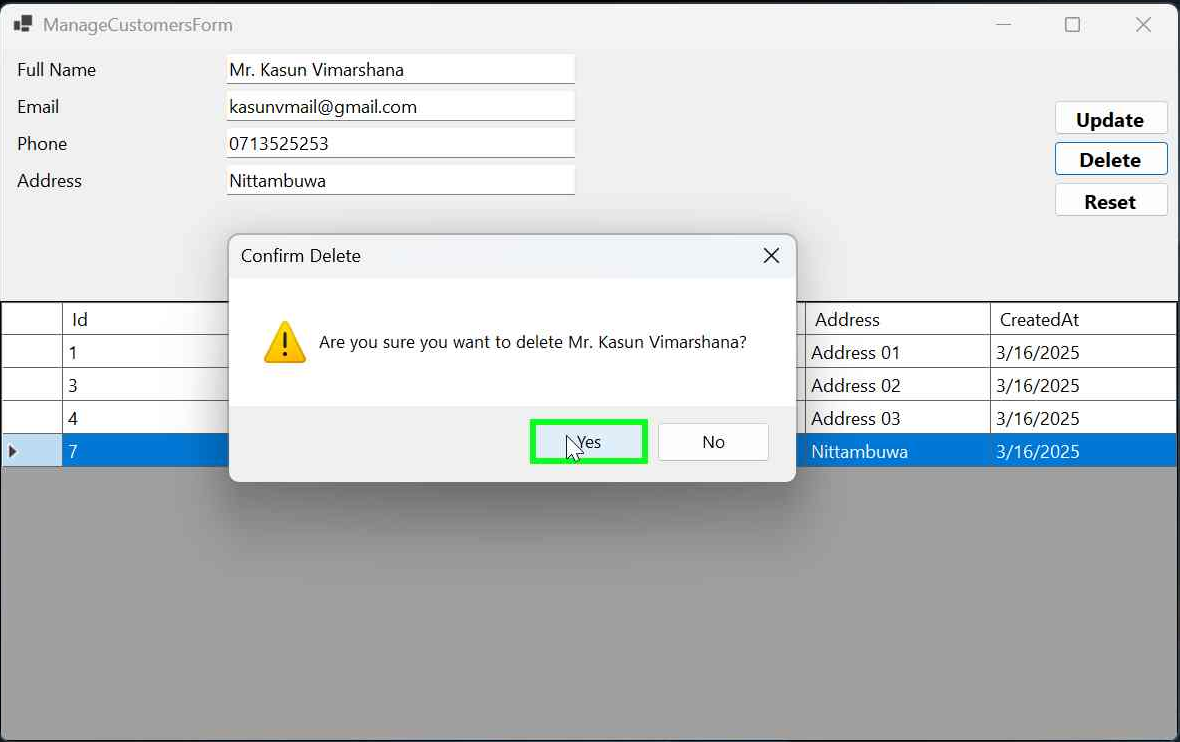 ManageCustomersForm
Full Name Mr. Kasun Vimarshana
Email kasunvmail@gmail.com
Phone 0713525253
Address Nittambuwa
Update
Delete
Reset
Confirm Delete
Are you sure you want to delete Mr. Kasun Vimarshana?
Yes No
Id Address CreatedAt
1 Address 01 3/16/2025
3 Address 02 3/16/2025
4 Address 03 3/16/2025
7 Nittambuwa 3/16/2025